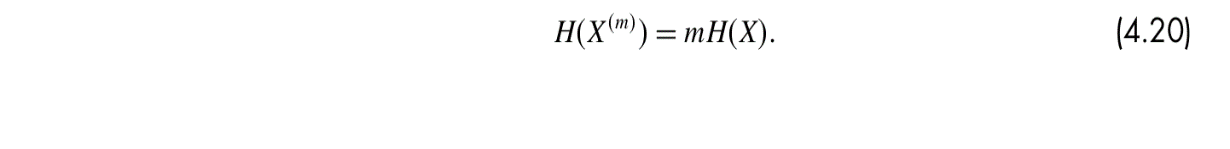 H(X^(m)) = mH(X). (4.20)